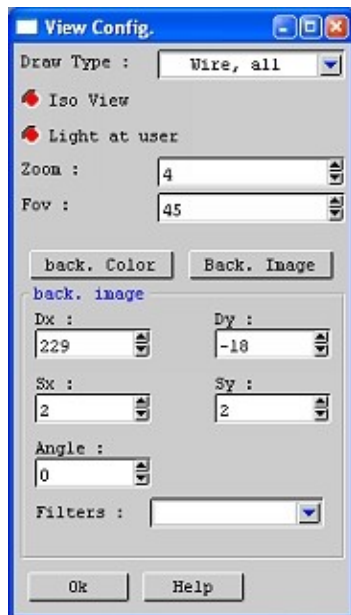 View Config.
Draw Type : Wire, all
Iso View
Light at user
Zoom : 4
Fov : 45
back. Color Back. Image
back. image
Dx : Dy :
229 -18
Sx : Sy :
2 2
Angle :
0
Filters :
Ok Help